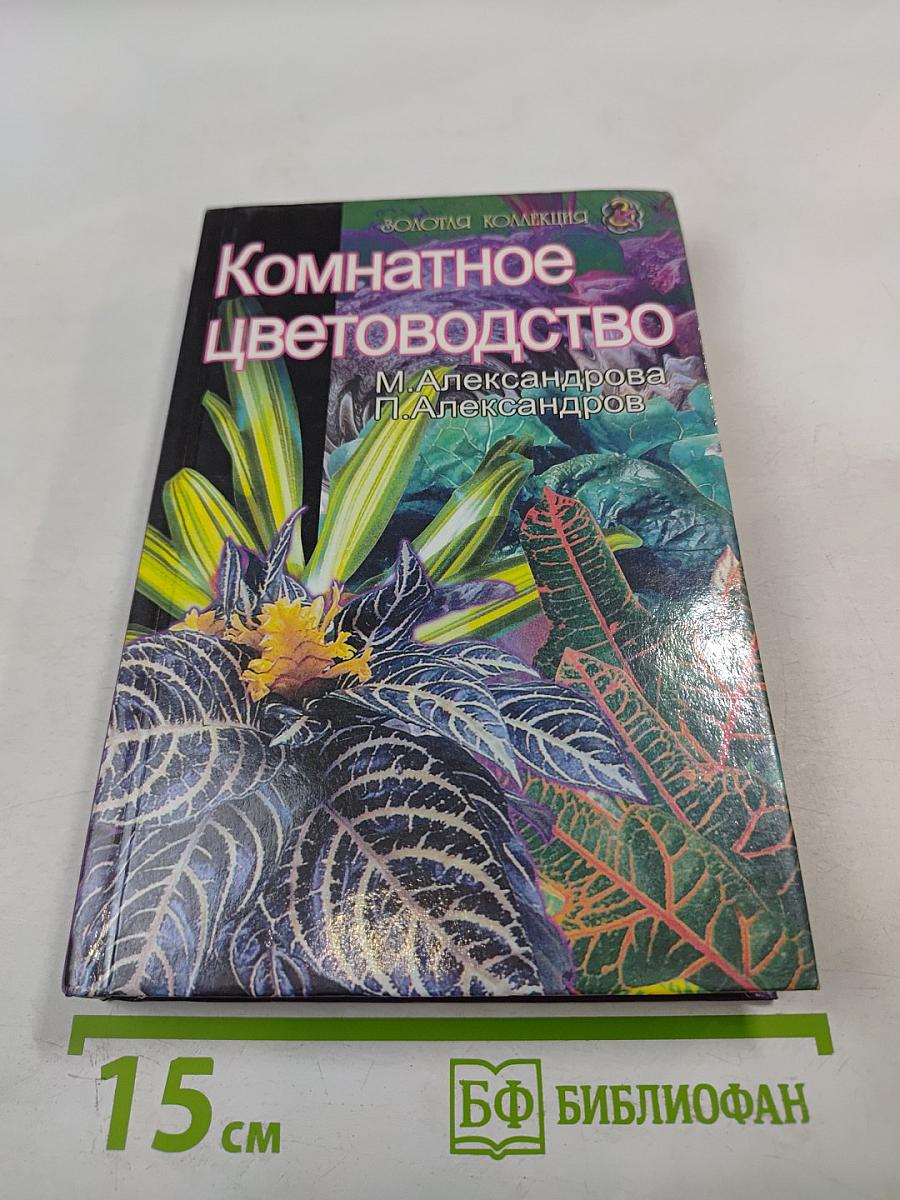 ЗОЛОТАЯ КОЛЛЕКЦИЯ
Комнатное
цветоводство
М.Александрова
П.Александров
15 см
БФ БИБЛИОФАН